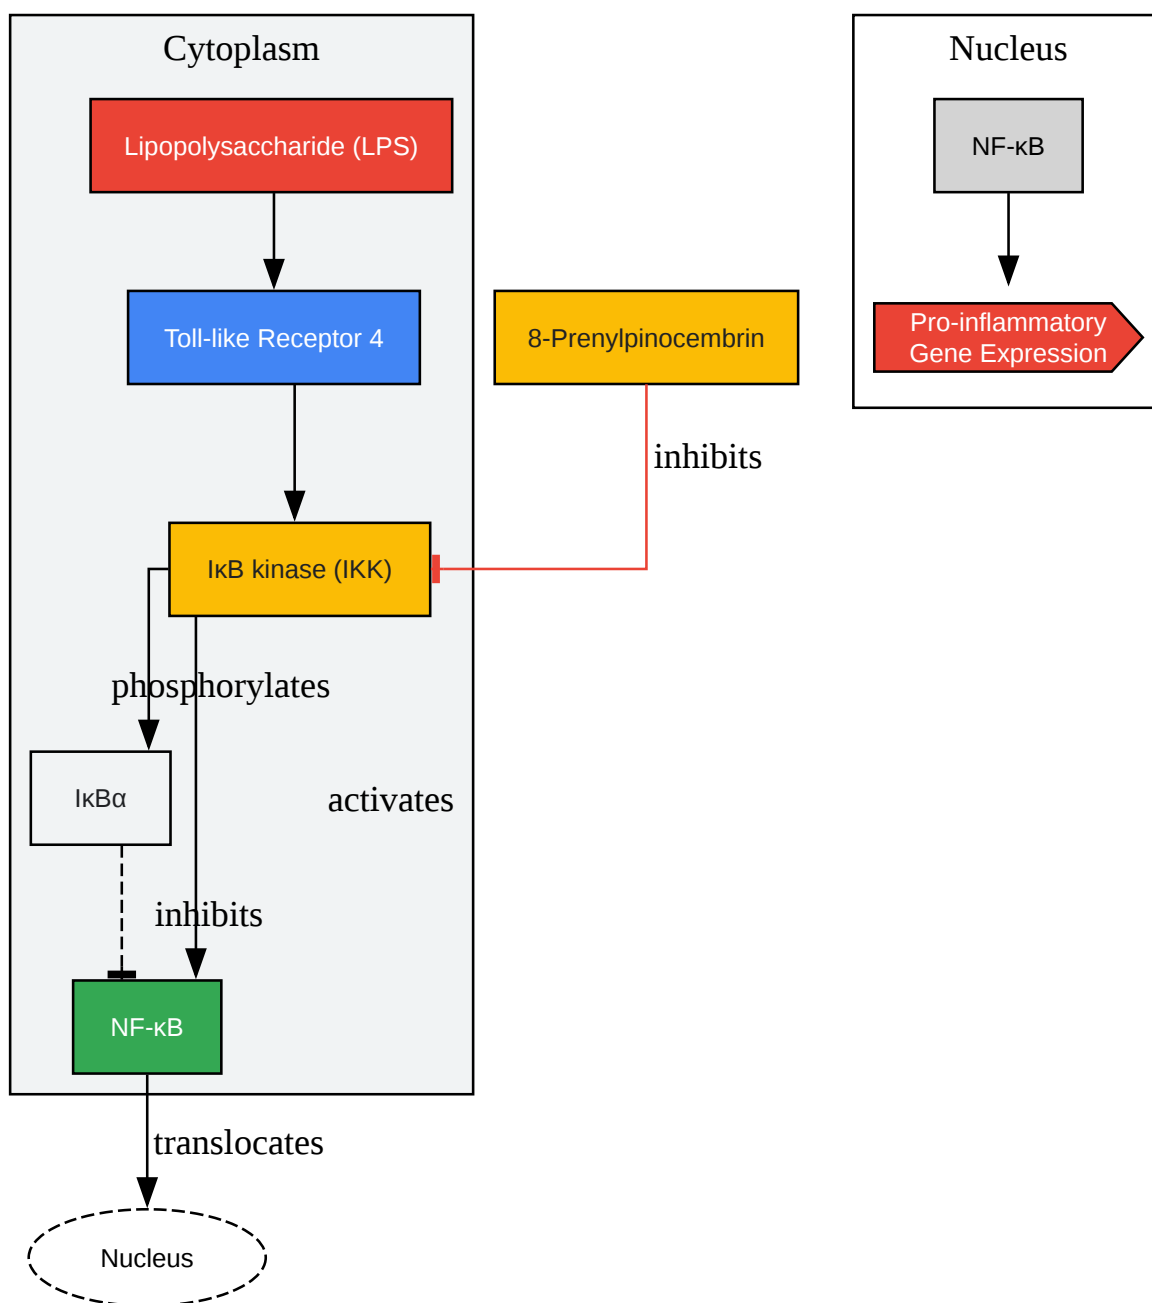 Cytoplasm
Nucleus
Lipopolysaccharide (LPS)
NF-κB
Toll-like Receptor 4
8-Prenylpinocembrin
Pro-inflammatory
Gene Expression
inhibits
IκB kinase (IKK)
phosphorylates
IκBα
activates
inhibits
NF-κB
translocates
Nucleus